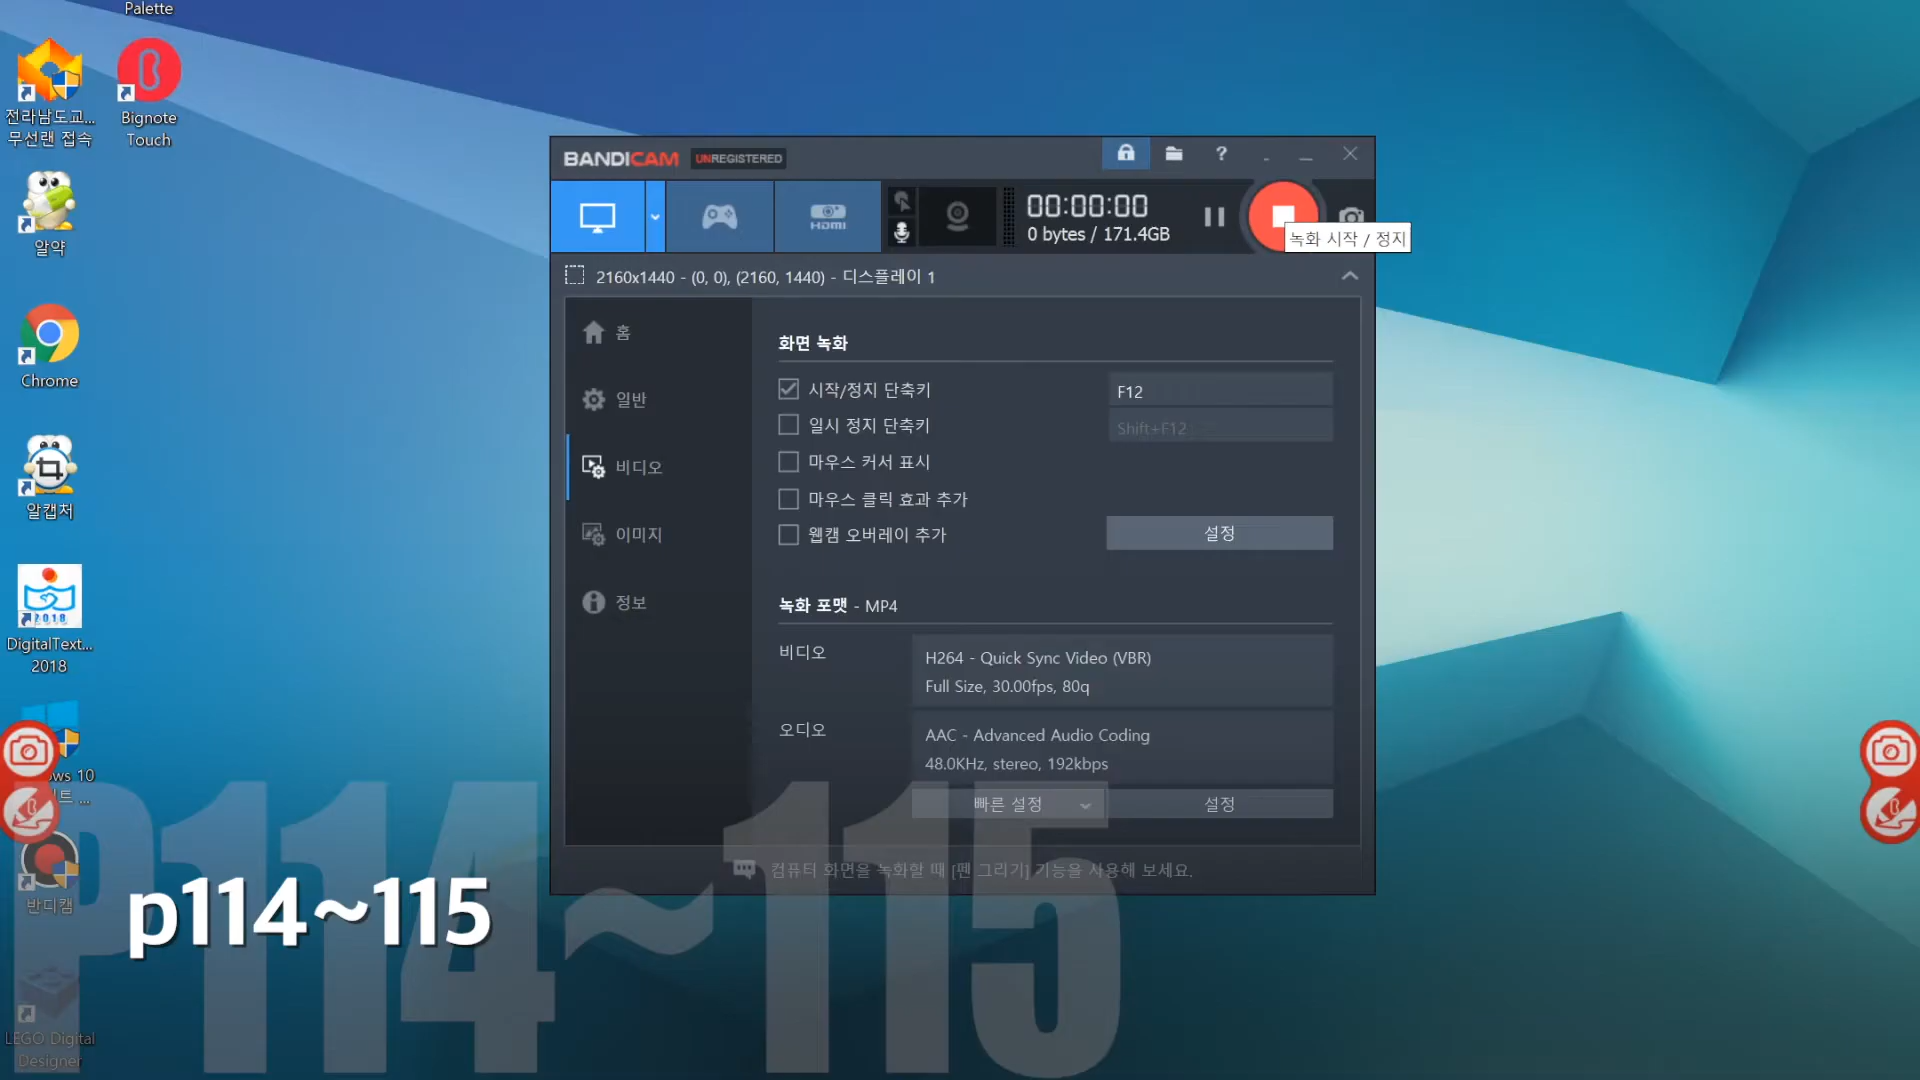 Palette
전라남도교...
무선랜 접속
Bignote
Touch
알약
Chrome
알캡처
2018
DigitalText...
2018
ows 10
트 ...
반디캠
LEGO Digital
Designer
BANDICAM UNREGISTERED
?
HDMI
00:00:00
0 bytes / 171.4GB
녹화 시작 / 정지
2160x1440 - (0, 0), (2160, 1440) - 디스플레이 1
홈
일반
비디오
이미지
정보
화면 녹화
시작/정지 단축키
F12
일시 정지 단축키
Shift+F12
마우스 커서 표시
마우스 클릭 효과 추가
웹캠 오버레이 추가
설정
녹화 포맷 - MP4
비디오
H264 - Quick Sync Video (VBR)
Full Size, 30.00fps, 80q
오디오
AAC - Advanced Audio Coding
48.0KHz, stereo, 192kbps
빠른 설정
설정
컴퓨터 화면을 녹화할 때 [펜 그리기] 기능을 사용해 보세요.
P114~115
p114~115